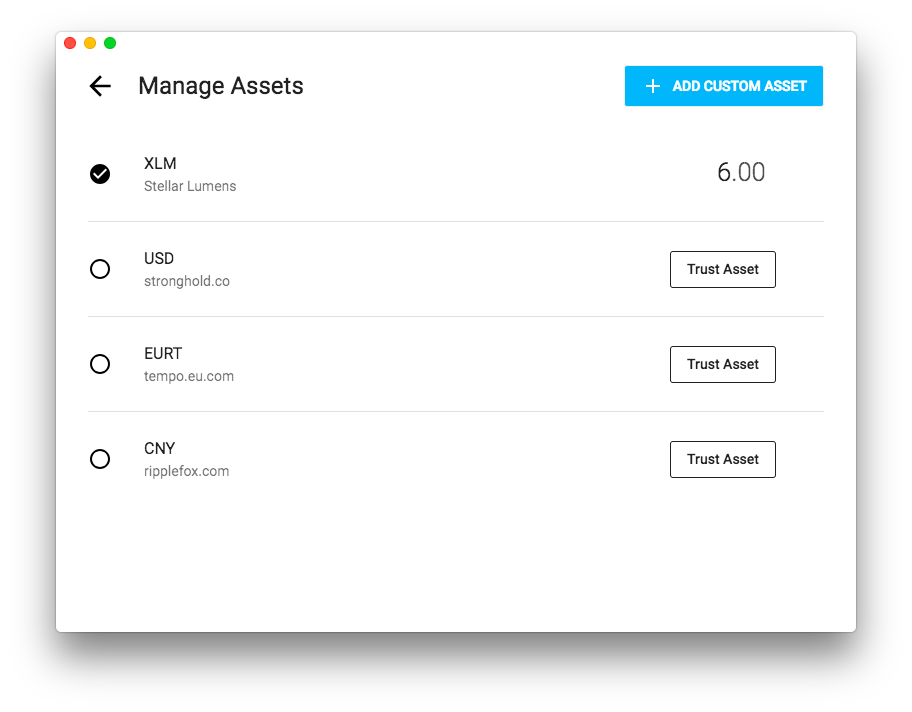 Manage Assets
ADD CUSTOM ASSET
XLM
Stellar Lumens
6.00
USD
stronghold.co
Trust Asset
EURT
tempo.eu.com
Trust Asset
CNY
ripplefox.com
Trust Asset